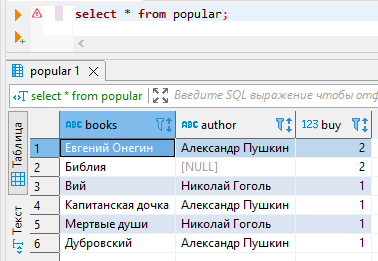 select * from popular;
popular 1
select * from popular
Введите SQL выражение чтобы отф
Таблица
Текст
books author buy
1 Евгений Онегин Александр Пушкин 2
2 Библия [NULL] 2
3 Вий Николай Гоголь 1
4 Капитанская дочка Александр Пушкин 1
5 Мертвые души Николай Гоголь 1
6 Дубровский Александр Пушкин 1